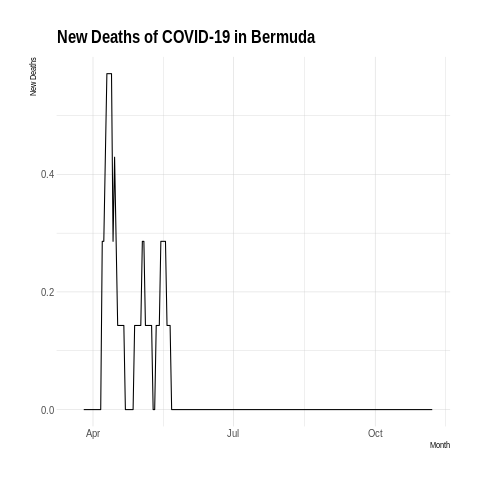 New Deaths of COVID-19 in Bermuda
New Deaths
0.4
0.2
0.0
Apr
Jul
Oct
Month